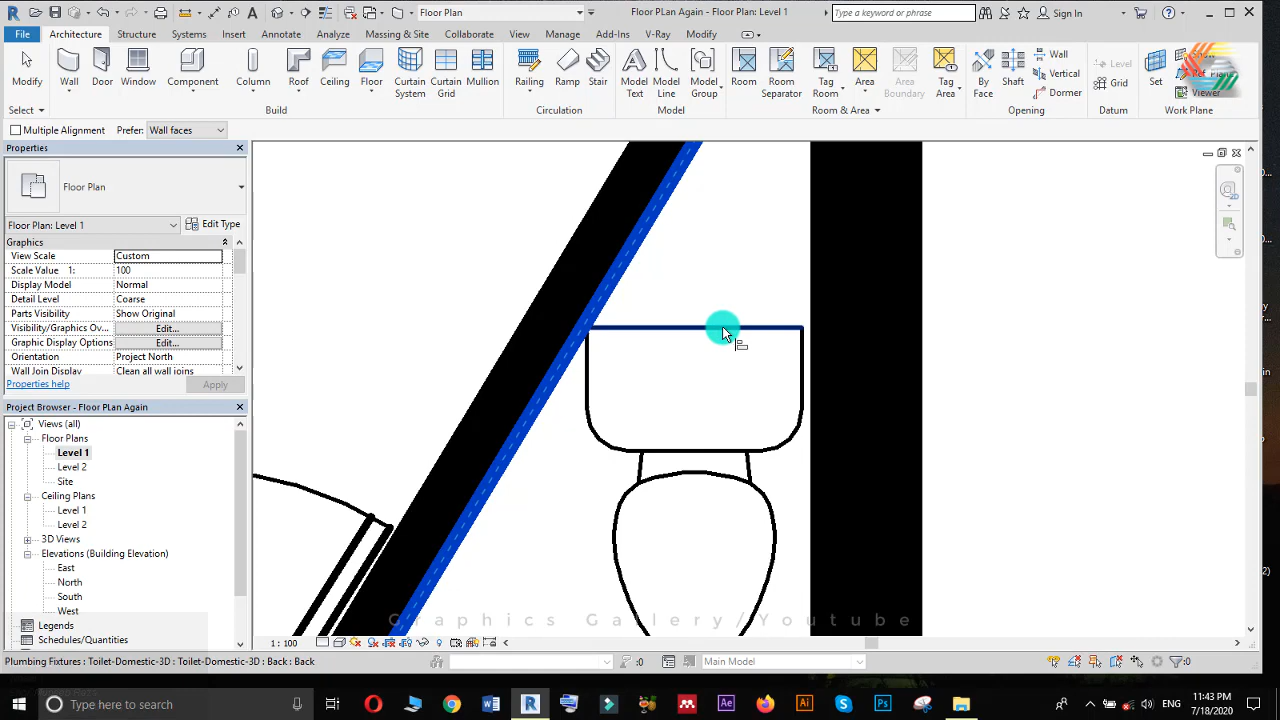 Floor Plan
Floor PLan Again - Floor Plan: Level 1
Type a keyword or phrase
Sign In
File
Architecture
Structure
Systems
Insert
Annotate
Analyze
Massing & Site
Collaborate
View
Manage
Add-Ins
V-Ray
Modify
Modify
Wall
Door
Window
Component
Column
Roof
Ceiling
Floor
Curtain System
Curtain Grid
Mullion
Railing
Ramp
Stair
Model Text
Model Line
Model Group
Room
Room Separator
Tag Room
Area
Area Boundary
Tag Area
By Face
Shaft
Wall
Vertical
Dormer
Level
Grid
Set
Show
Ref Plane
Viewer
Select
Build
Circulation
Model
Room & Area
Opening
Datum
Work Plane
Multiple Alignment
Prefer:
Wall faces
Properties
Floor Plan
Floor Plan: Level 1
Edit Type
Graphics
View Scale Custom
Scale Value 1: 100
Display Model Normal
Detail Level Coarse
Parts Visibility Show Original
Visibility/Graphics Ov... Edit...
Graphic Display Options Edit...
Orientation Project North
Wall Join Display Clean all wall joins
Properties help
Apply
Project Browser - Floor PLan Again
Views (all)
Floor Plans
Level 1
Level 2
Site
Ceiling Plans
Level 1
Level 2
3D Views
Elevations (Building Elevation)
East
North
South
West
Legends
Schedules/Quantities
Graphics Gallery/Youtube
1 : 100
Plumbing Fixtures : Toilet-Domestic-3D : Toilet-Domestic-3D : Back : Back
:0
Main Model
:0
Type here to search
ENG
11:43 PM
7/18/2020